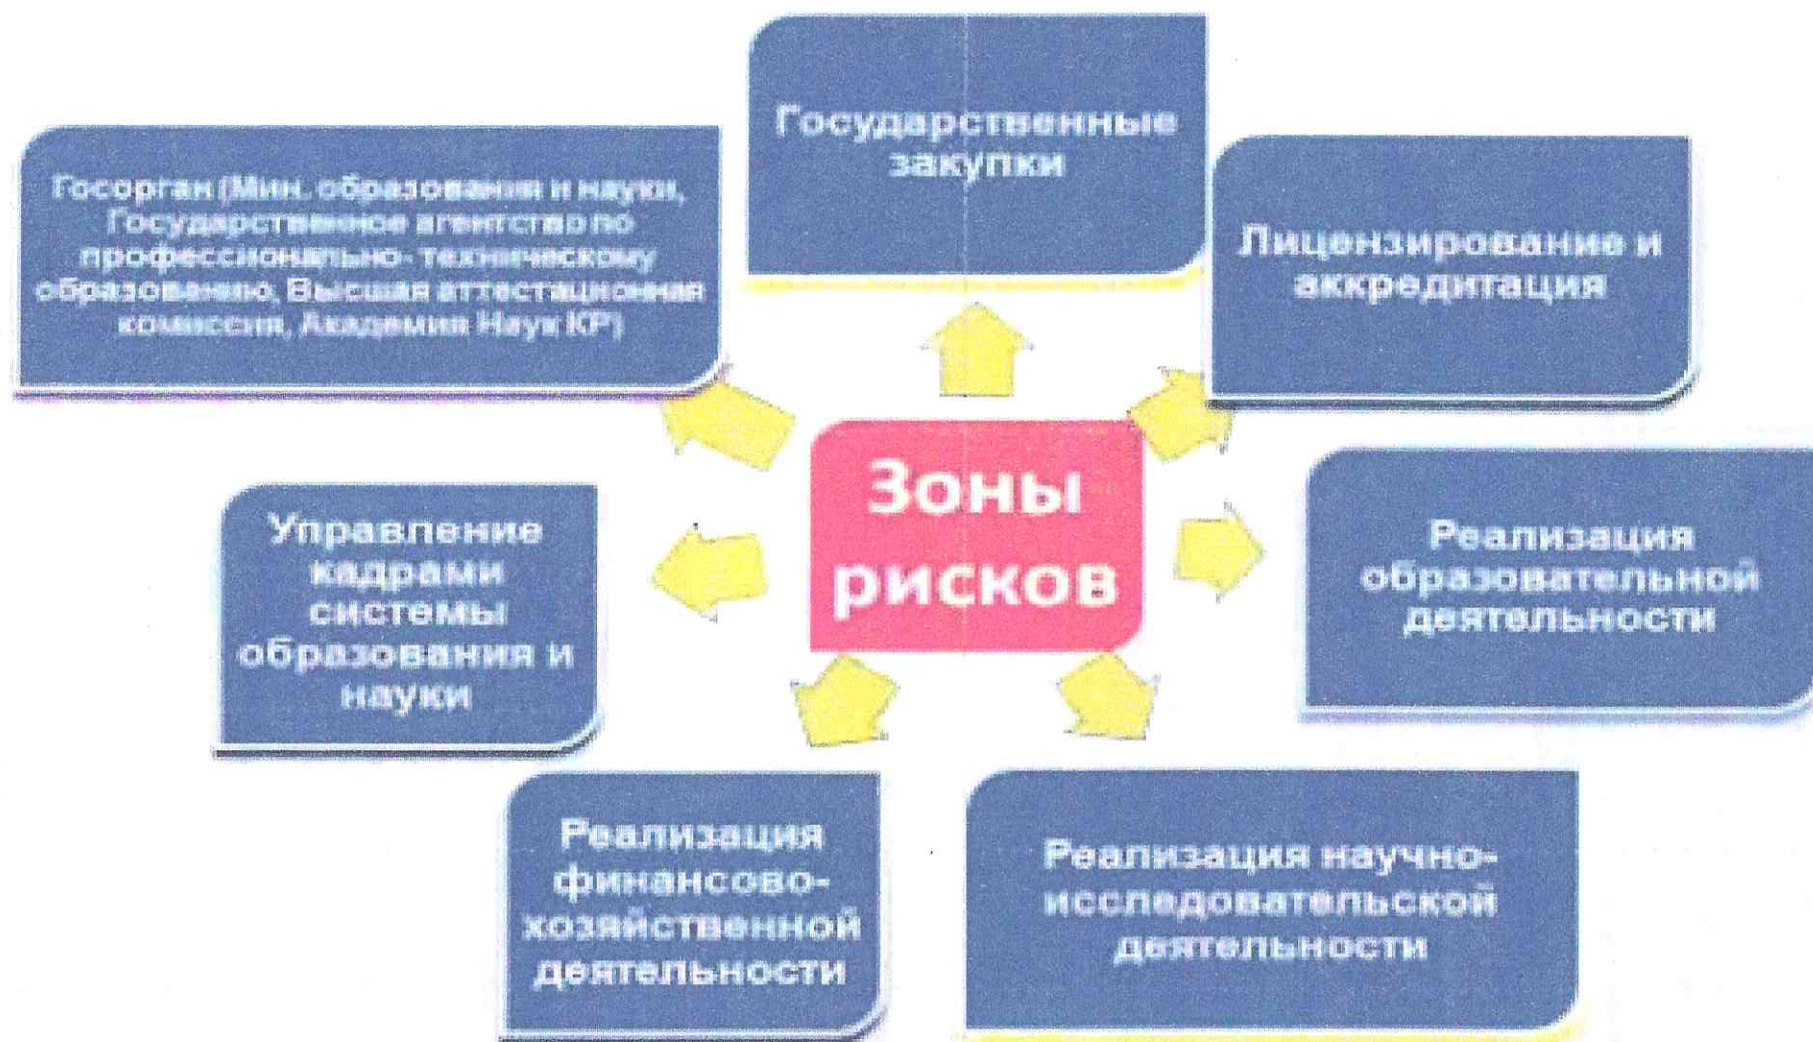 Государственные
закупки
Госорган (Мин. образования и науки,
Государственное агентство по
профессионально- техническому
образованию, Высшая аттестационная
комиссия, Академия Наук КР)
Лицензирование и
аккредитация
Зоны
рисков
Управление
кадрами
системы
образования и
науки
Реализация
образовательной
деятельности
Реализация
финансово-
хозяйственной
деятельности
Реализация научно-
исследовательской
деятельности